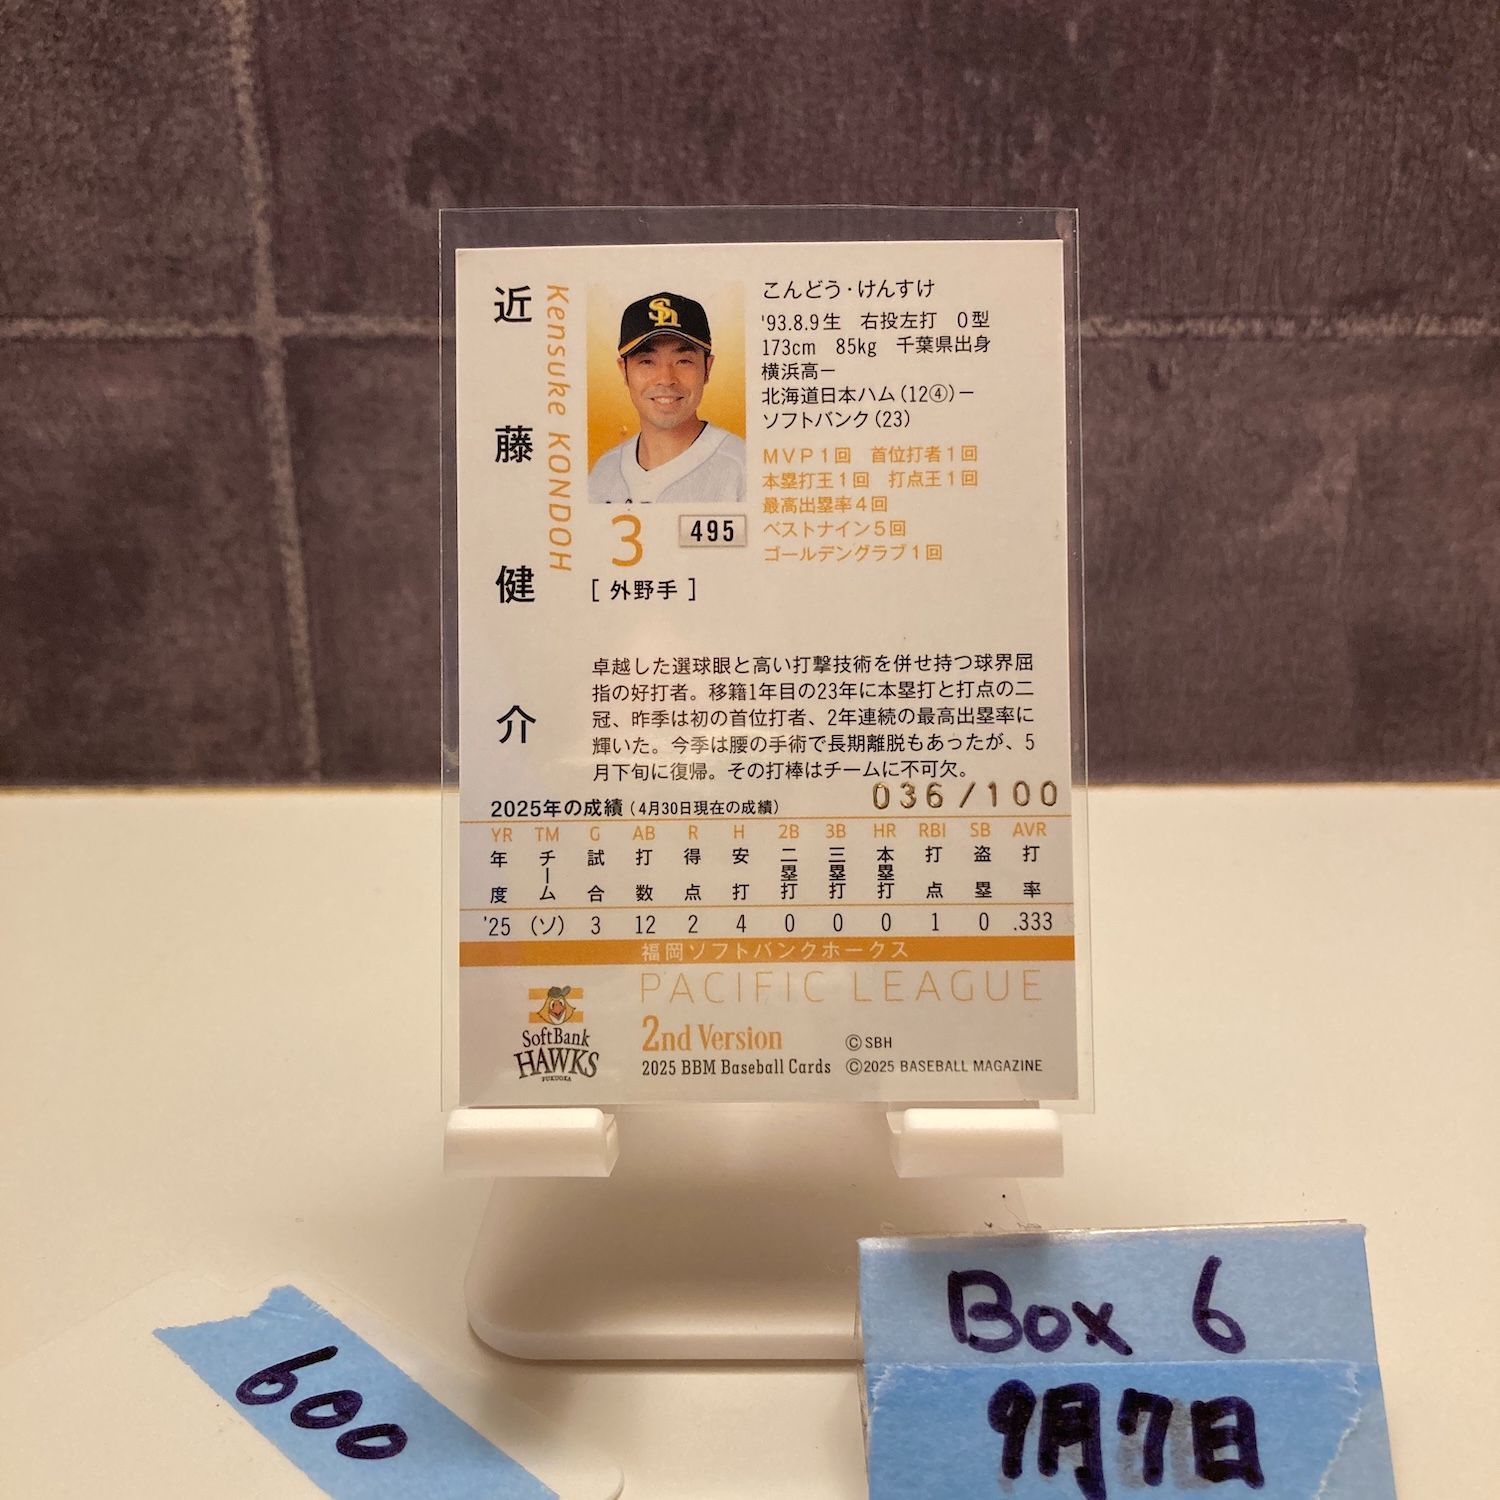 近藤健介
Kensuke KONDOH
こんどう・けんすけ
'93.8.9生 右投左打 O型
173cm 85kg 千葉県出身
横浜高ー
北海道日本ハム(12④)ー
ソフトバンク(23)
MVP1回 首位打者1回
本塁打王1回 打点王1回
最高出塁率4回
ベストナイン5回
ゴールデングラブ1回
3
495
[外野手]
卓越した選球眼と高い打撃技術を併せ持つ球界屈
指の好打者。移籍1年目の23年に本塁打と打点の二
冠、昨季は初の首位打者、2年連続の最高出塁率に
輝いた。今季は腰の手術で長期離脱もあったが、5
月下旬に復帰。その打棒はチームに不可欠。
036/100
2025年の成績(4月30日現在の成績)
YR TM G AB R H 2B 3B HR RBI SB AVR
年度 チーム 試合 打数 得点 安打 二塁打 三塁打 本塁打 打点 盗塁 打率
'25 (ソ) 3 12 2 4 0 0 0 1 0 .333
福岡ソフトバンクホークス
PACIFIC LEAGUE
SoftBank
HAWKS
FUKUOKA
2nd Version
2025 BBM Baseball Cards
©SBH
©2025 BASEBALL MAGAZINE
600
Box 6
9月7日